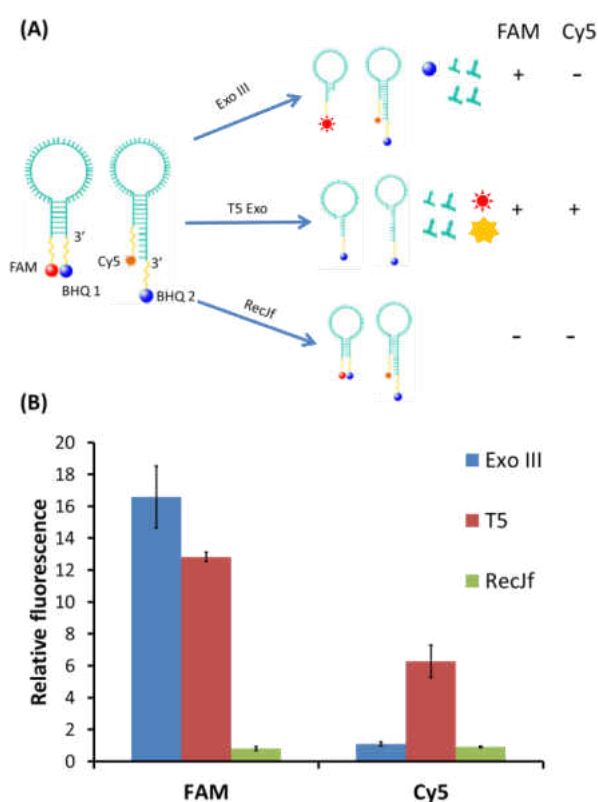 (A)
FAM Cy5
Exo III
+ -
T5 Exo
+ +
3'
FAM
Cy5
3'
BHQ 1
BHQ 2
RecJf
- -
(B)
20
18
16
14
12
10
8
6
4
2
0
Relative fluorescence
Exo III
T5
RecJf
FAM Cy5